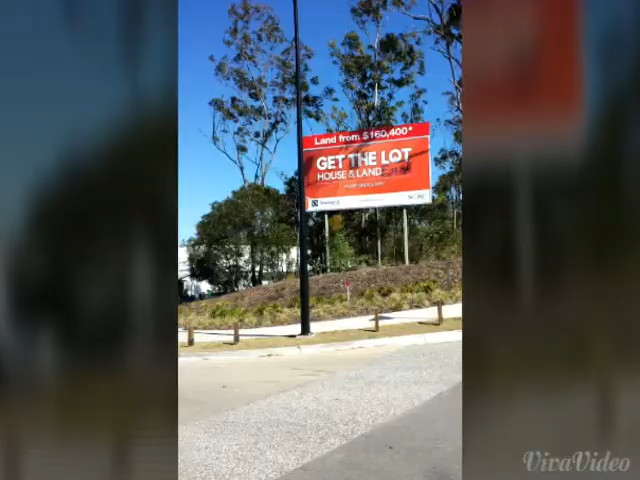 Land from $160,400*
GET THE LOT
HOUSE & LAND
VivaVideo